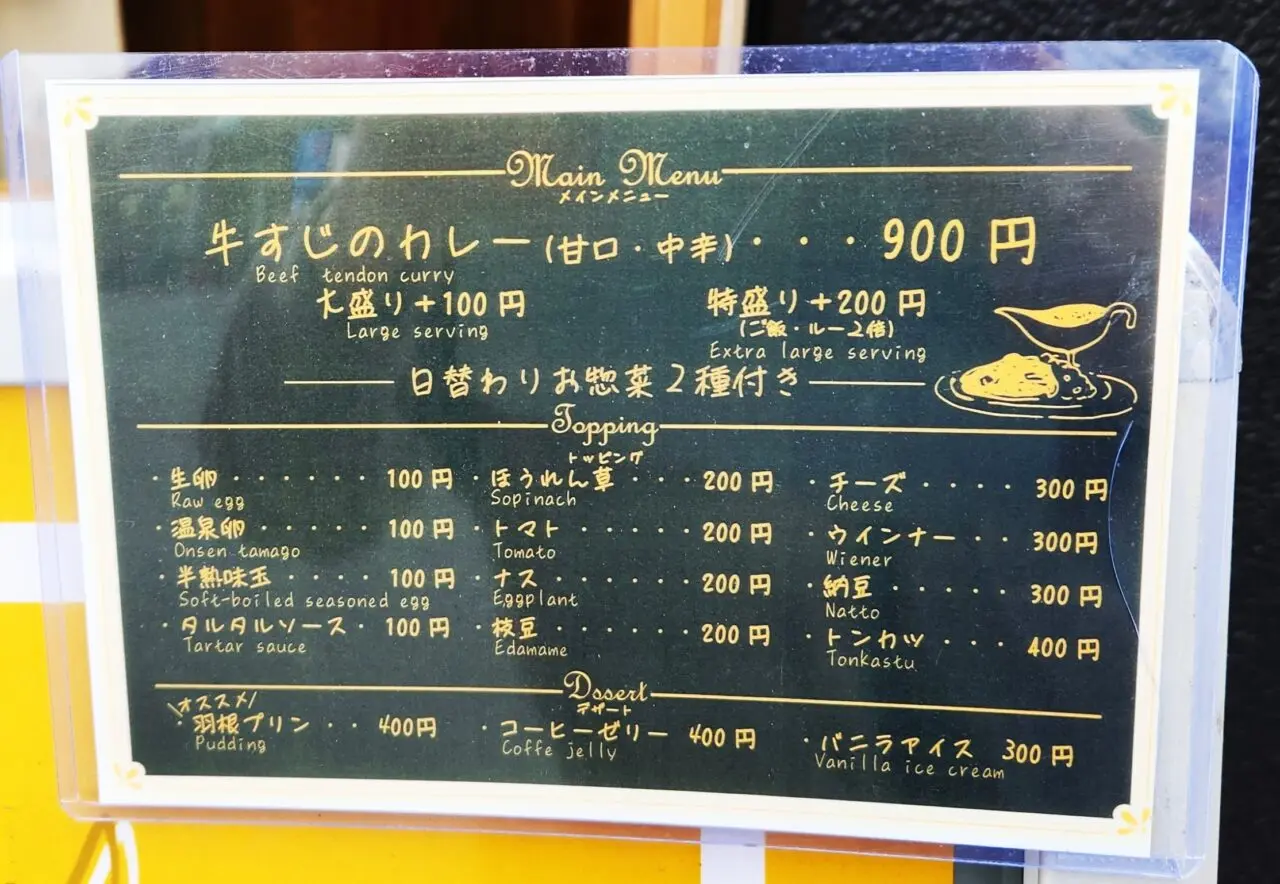 Main Menu
メインメニュー
牛すじのカレー(甘口・中辛)・・・900円
Beef tendon curry
大盛り+100円
Large serving
特盛り+200円
(ご飯・ルー2倍)
Extra large serving
日替わりお惣菜2種付き
Topping
トッピング
・生卵・・・・・・100円
Raw egg
・温泉卵・・・・・100円
Onsen tamago
・半熟味玉・・・・100円
Soft-boiled seasoned egg
・タルタルソース・100円
Tartar sauce
・ほうれん草・・・200円
Sopinach
・トマト・・・・・200円
Tomato
・ナス・・・・・・200円
Eggplant
・枝豆・・・・・・200円
Edamame
・チーズ・・・・300円
Cheese
・ウインナー・・300円
Wiener
・納豆・・・・・300円
Natto
・トンカツ・・・400円
Tonkastu
Dssert
デザート
\オススメ/
・羽根プリン・・400円
Pudding
・コーヒーゼリー 400円
Coffe jelly
・バニラアイス 300円
Vanilla ice cream